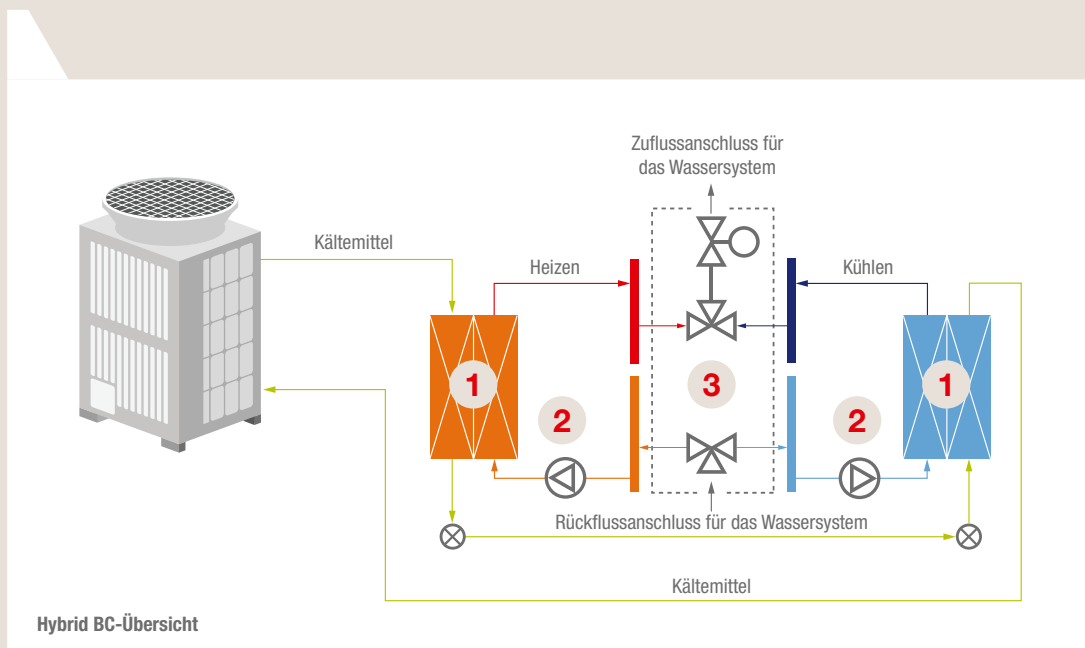 Zuflussanschluss für
das Wassersystem
Kältemittel
Heizen
Kühlen
1
3
1
2
2
Rückflussanschluss für das Wassersystem
Kältemittel
Hybrid BC-Übersicht